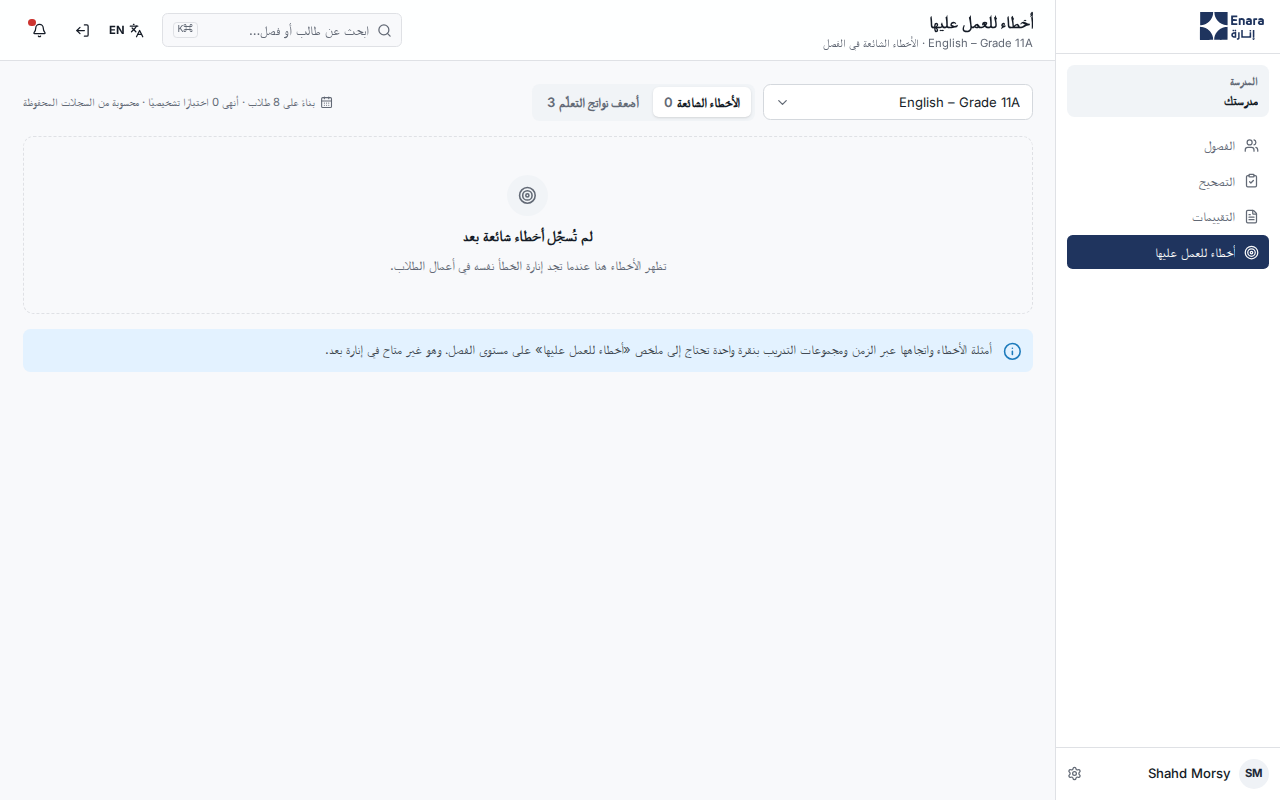 Enara
إنارة
المدرسة
مدرستك
الفصول
التصحيح
التقييمات
أخطاء للعمل عليها
Shahd Morsy
SM
أخطاء للعمل عليها
English – Grade 11A · الأخطاء الشائعة في الفصل
ابحث عن طالب أو فصل...
⌘K
EN
English – Grade 11A
الأخطاء الشائعة 0
أضعف نواتج التعلّم 3
بناءً على 8 طلاب · أنهى 0 اختبارًا تشخيصيًا · محسوبة من السجلات المحفوظة
لم تُسجَّل أخطاء شائعة بعد
تظهر الأخطاء هنا عندما تجد إنارة الخطأ نفسه في أعمال الطلاب.
أمثلة الأخطاء واتجاهها عبر الزمن ومجموعات التدريب بنقرة واحدة تحتاج إلى ملخص «أخطاء للعمل عليها» على مستوى الفصل. وهو غير متاح في إنارة بعد.